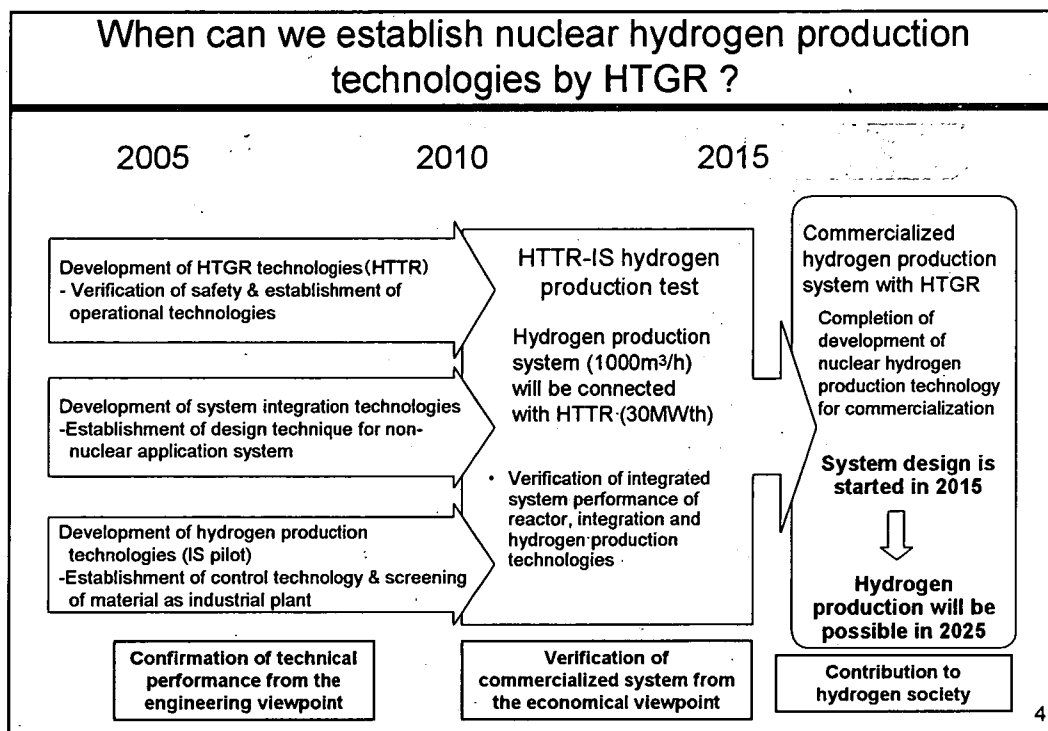 When can we establish nuclear hydrogen production
technologies by HTGR ?
2005
2010
2015
Development of HTGR technologies(HTTR)
- Verification of safety & establishment of
operational technologies
Development of system integration technologies
-Establishment of design technique for non-
nuclear application system
Development of hydrogen production
technologies (IS pilot)
-Establishment of control technology & screening
of material as industrial plant
HTTR-IS hydrogen
production test
Hydrogen production
system (1000m³/h)
will be connected
with HTTR (30MWth)
• Verification of integrated
system performance of
reactor, integration and
hydrogen production
technologies
Commercialized
hydrogen production
system with HTGR
Completion of
development of
nuclear hydrogen
production technology
for commercialization
System design is
started in 2015
Hydrogen
production will be
possible in 2025
Confirmation of technical
performance from the
engineering viewpoint
Verification of
commercialized system from
the economical viewpoint
Contribution to
hydrogen society
4